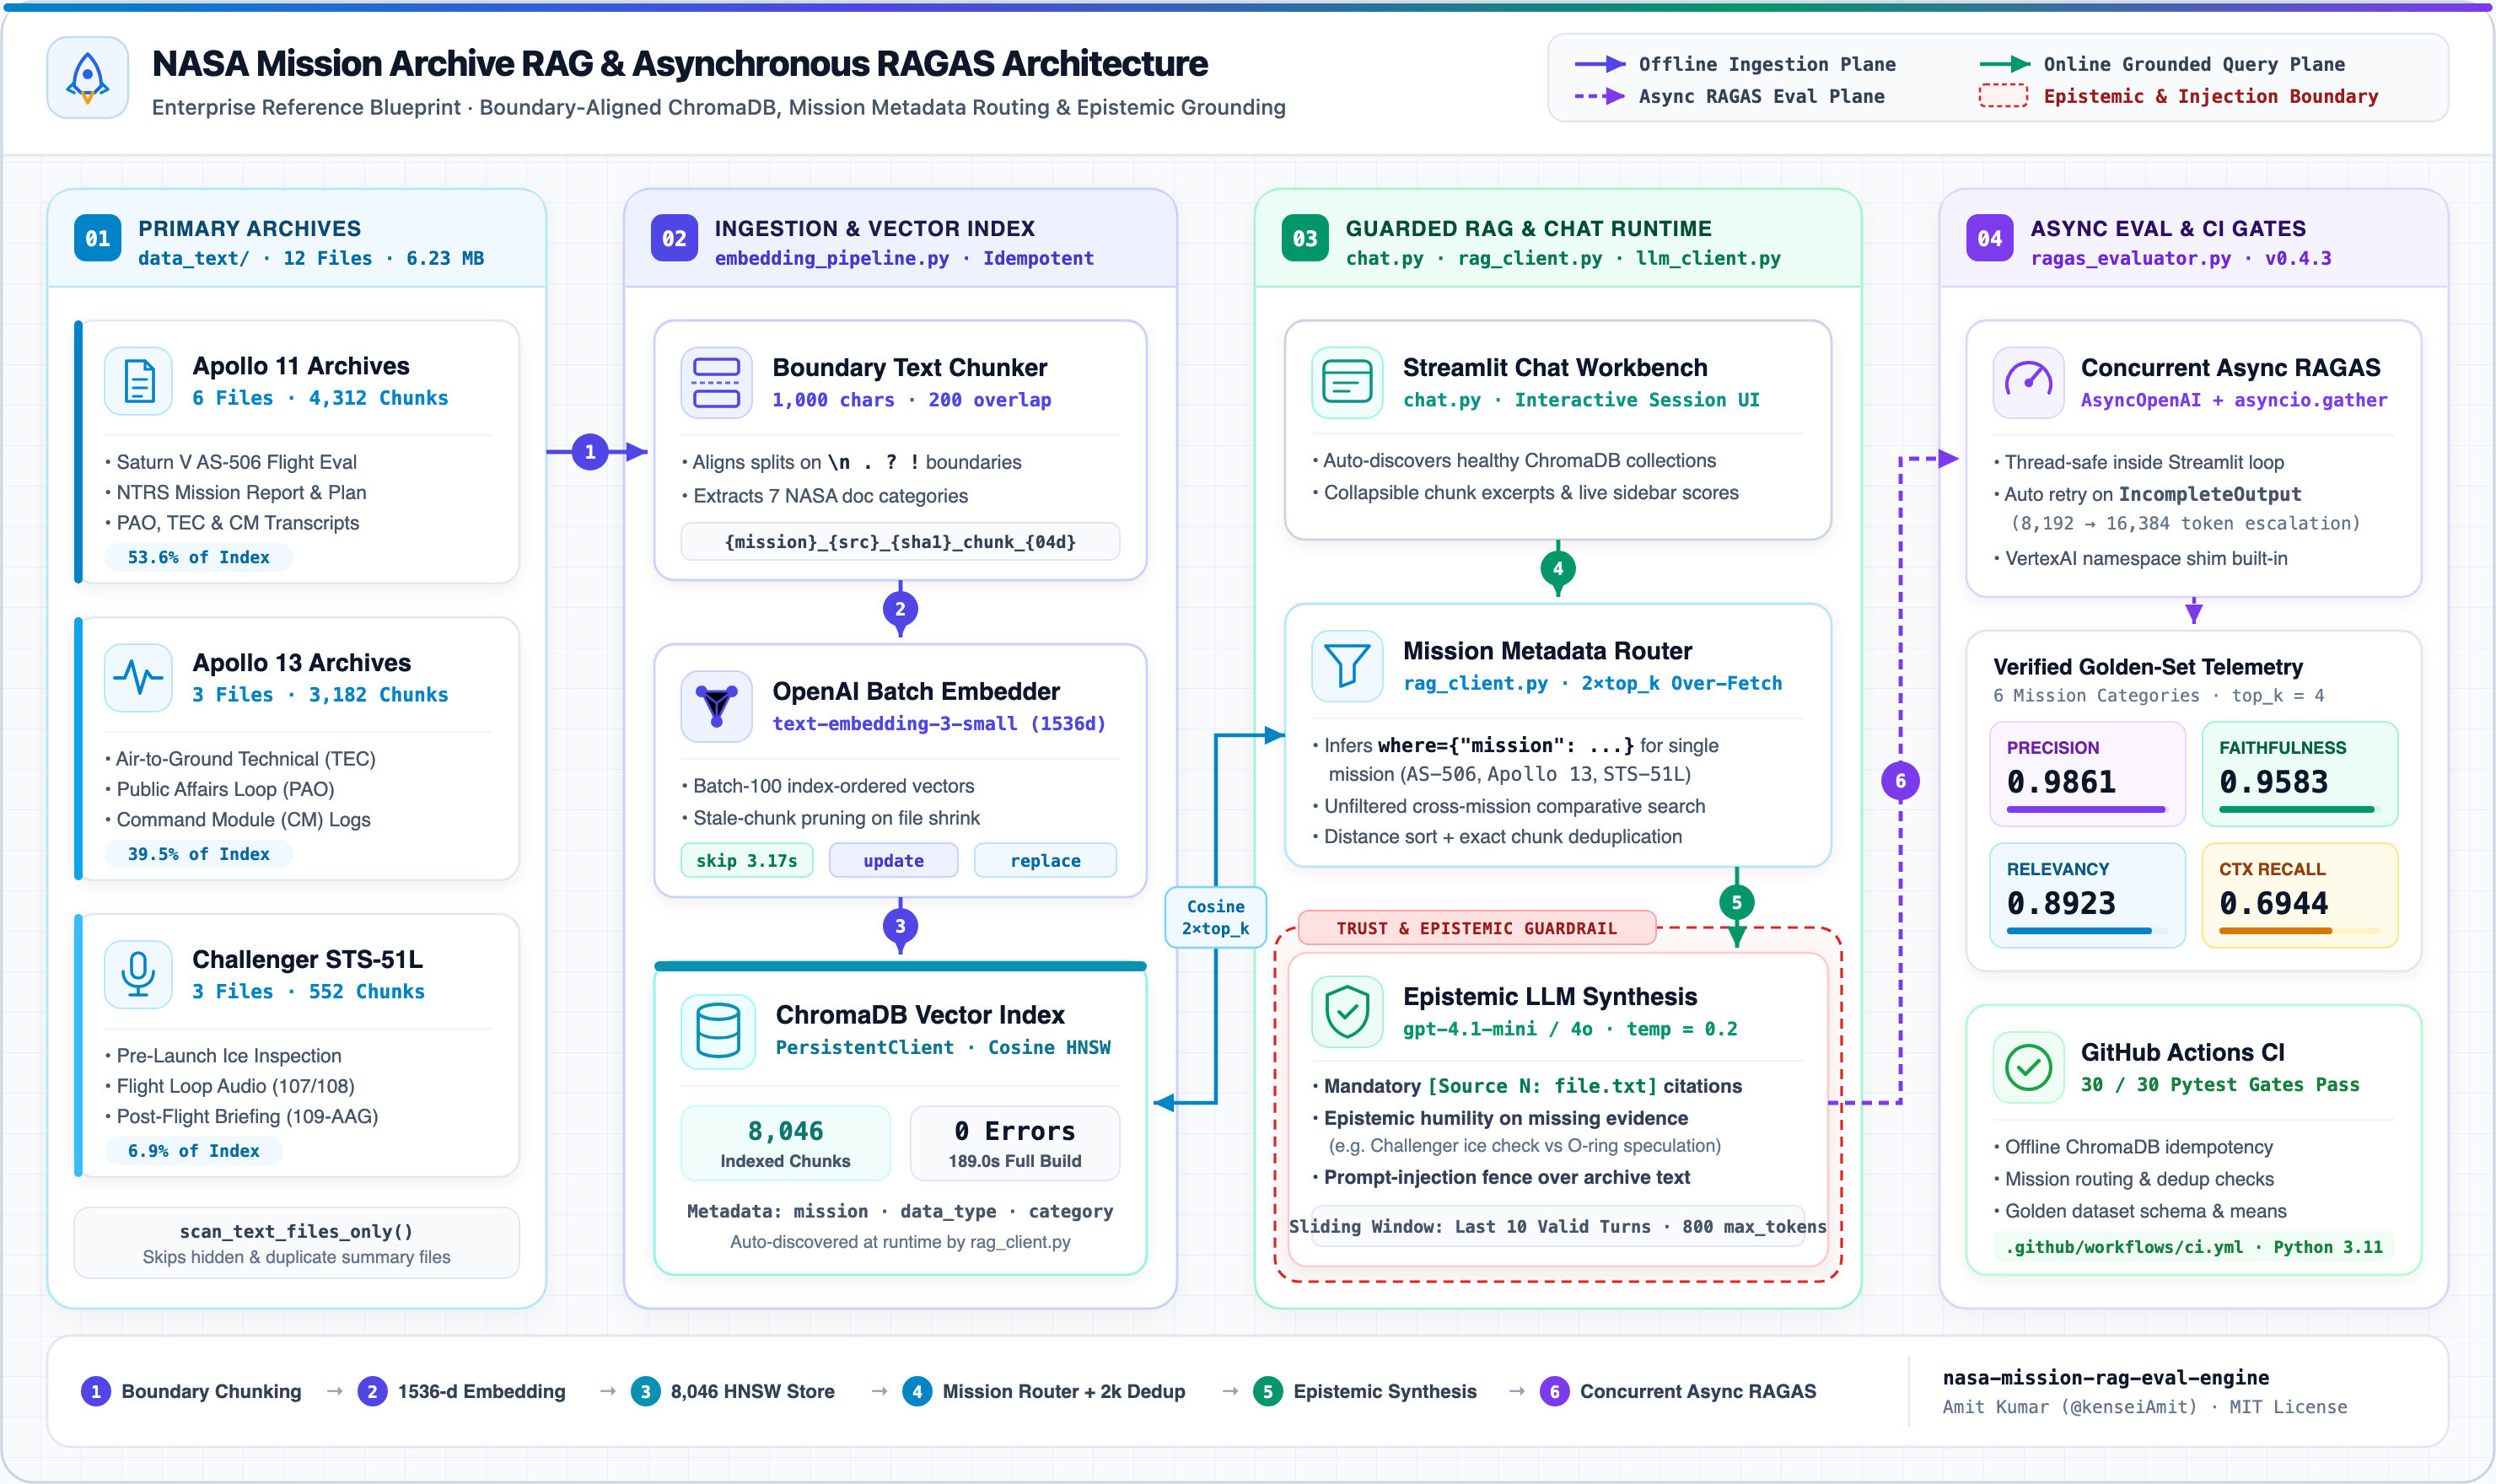 NASA Mission Archive RAG & Asynchronous RAGAS Architecture
Enterprise Reference Blueprint · Boundary-Aligned ChromaDB, Mission Metadata Routing & Epistemic Grounding
Offline Ingestion Plane
Online Grounded Query Plane
Async RAGAS Eval Plane
Epistemic & Injection Boundary
01
PRIMARY ARCHIVES
data_text/ · 12 Files · 6.23 MB
Apollo 11 Archives
6 Files · 4,312 Chunks
• Saturn V AS-506 Flight Eval
• NTRS Mission Report & Plan
• PAO, TEC & CM Transcripts
53.6% of Index
Apollo 13 Archives
3 Files · 3,182 Chunks
• Air-to-Ground Technical (TEC)
• Public Affairs Loop (PAO)
• Command Module (CM) Logs
39.5% of Index
Challenger STS-51L
3 Files · 552 Chunks
• Pre-Launch Ice Inspection
• Flight Loop Audio (107/108)
• Post-Flight Briefing (109-AAG)
6.9% of Index
scan_text_files_only()
Skips hidden & duplicate summary files
1
02
INGESTION & VECTOR INDEX
embedding_pipeline.py · Idempotent
Boundary Text Chunker
1,000 chars · 200 overlap
• Aligns splits on \n . ? ! boundaries
• Extracts 7 NASA doc categories
{mission}_{src}_{sha1}_chunk_{04d}
2
OpenAI Batch Embedder
text-embedding-3-small (1536d)
• Batch-100 index-ordered vectors
• Stale-chunk pruning on file shrink
skip 3.17s
update
replace
3
ChromaDB Vector Index
PersistentClient · Cosine HNSW
8,046
Indexed Chunks
0 Errors
189.0s Full Build
Metadata: mission · data_type · category
Auto-discovered at runtime by rag_client.py
Cosine
2×top_k
03
GUARDED RAG & CHAT RUNTIME
chat.py · rag_client.py · llm_client.py
Streamlit Chat Workbench
chat.py · Interactive Session UI
• Auto-discovers healthy ChromaDB collections
• Collapsible chunk excerpts & live sidebar scores
4
Mission Metadata Router
rag_client.py · 2×top_k Over-Fetch
• Infers where={"mission": ...} for single
mission (AS-506, Apollo 13, STS-51L)
• Unfiltered cross-mission comparative search
• Distance sort + exact chunk deduplication
5
TRUST & EPISTEMIC GUARDRAIL
Epistemic LLM Synthesis
gpt-4.1-mini / 4o · temp = 0.2
• Mandatory [Source N: file.txt] citations
• Epistemic humility on missing evidence
(e.g. Challenger ice check vs O-ring speculation)
• Prompt-injection fence over archive text
Sliding Window: Last 10 Valid Turns · 800 max_tokens
6
04
ASYNC EVAL & CI GATES
ragas_evaluator.py · v0.4.3
Concurrent Async RAGAS
AsyncOpenAI + asyncio.gather
• Thread-safe inside Streamlit loop
• Auto retry on IncompleteOutput
(8,192 → 16,384 token escalation)
• VertexAI namespace shim built-in
Verified Golden-Set Telemetry
6 Mission Categories · top_k = 4
PRECISION
0.9861
FAITHFULNESS
0.9583
RELEVANCY
0.8923
CTX RECALL
0.6944
GitHub Actions CI
30 / 30 Pytest Gates Pass
• Offline ChromaDB idempotency
• Mission routing & dedup checks
• Golden dataset schema & means
.github/workflows/ci.yml · Python 3.11
1 Boundary Chunking → 2 1536-d Embedding → 3 8,046 HNSW Store → 4 Mission Router + 2k Dedup → 5 Epistemic Synthesis → 6 Concurrent Async RAGAS
nasa-mission-rag-eval-engine
Amit Kumar (@kenseiAmit) · MIT License